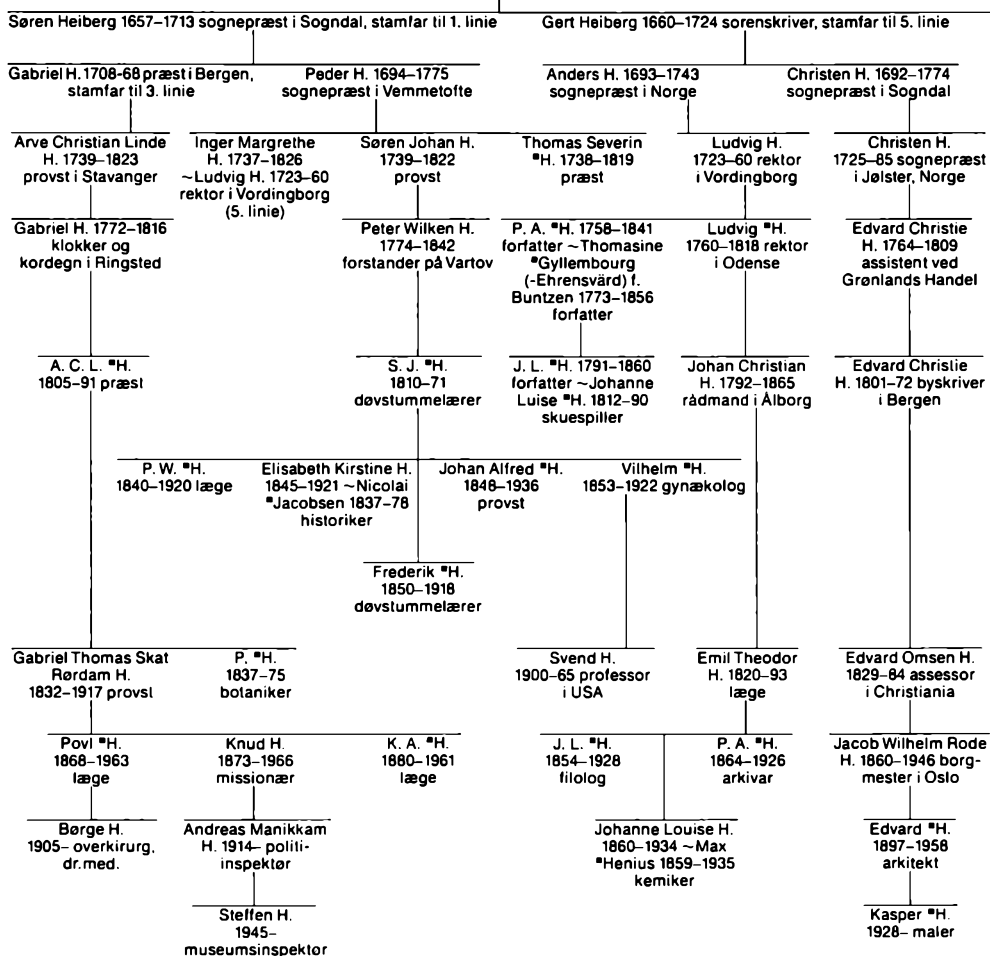 Søren Heiberg 1657–1713 sognepræst i Sogndal, stamfar til 1. linie
Gert Heiberg 1660–1724 sorenskriver, stamfar til 5. linie
Gabriel H. 1708-68 præst i Bergen,
stamfar til 3. linie
Peder H. 1694–1775
sognepræst i Vemmetofte
Anders H. 1693–1743
sognepræst i Norge
Christen H. 1692–1774
sognepræst i Sogndal
Arve Christian Linde
H. 1739–1823
provst i Stavanger
Inger Margrethe
H. 1737–1826
~Ludvig H. 1723–60
rektor i Vordingborg
(5. linie)
Søren Johan H.
1739–1822
provst
Thomas Severin
*H. 1738–1819
præst
Ludvig H.
1723–60 rektor
i Vordingborg
Christen H.
1725–85 sognepræst
i Jølster, Norge
Gabriel H. 1772–1816
klokker og
kordegn i Ringsted
Peter Wilken H.
1774–1842
forstander på Vartov
P. A. *H. 1758–1841
forfatter ~Thomasine
*Gyllembourg
(-Ehrensvärd) f.
Buntzen 1773–1856
forfatter
Ludvig *H.
1760–1818 rektor
i Odense
Edvard Christie
H. 1764–1809
assistent ved
Grønlands Handel
A. C. L. *H.
1805–91 præst
S. J. *H.
1810–71
døvstummelærer
J. L. *H. 1791–1860
forfatter ~Johanne
Luise *H. 1812–90
skuespiller
Johan Christian
H. 1792–1865
rådmand i Ålborg
Edvard Christie
H. 1801–72 byskriver
i Bergen
P. W. *H.
1840–1920 læge
Elisabeth Kirstine H.
1845–1921 ~Nicolai
*Jacobsen 1837–78
historiker
Johan Alfred *H.
1848–1936
provst
Vilhelm *H.
1853–1922 gynækolog
Frederik *H.
1850–1918
døvstummelærer
Gabriel Thomas Skat
Rørdam H.
1832–1917 provst
P. *H.
1837–75
botaniker
Svend H.
1900–65 professor
i USA
Emil Theodor
H. 1820–93
læge
Edvard Omsen H.
1829–84 assessor
i Christiania
Povl *H.
1868–1963
læge
Knud H.
1873–1966
missionær
K. A. *H.
1880–1961
læge
J. L. *H.
1854–1928
filolog
P. A. *H.
1864–1926
arkivar
Jacob Wilhelm Rode
H. 1860–1946 borg-
mester i Oslo
Børge H.
1905– overkirurg,
dr.med.
Andreas Manikkam
H. 1914– politi-
inspektør
Johanne Louise H.
1860–1934 ~Max
*Henius 1859–1935
kemiker
Edvard *H.
1897–1958
arkitekt
Steffen H.
1945–
museumsinspektør
Kasper *H.
1928– maler